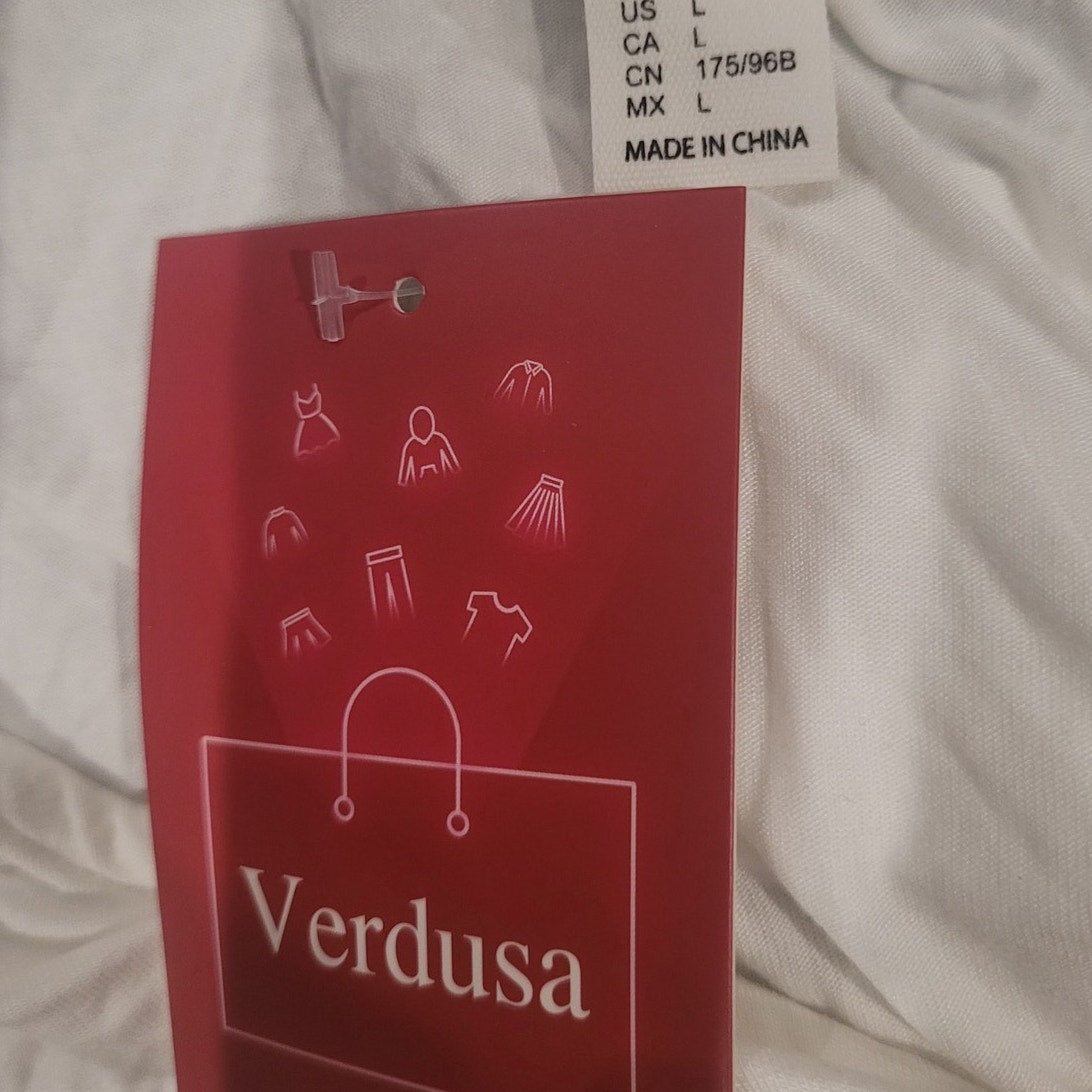 US L
CA L
CN 175/96B
MX L
MADE IN CHINA
Verdusa